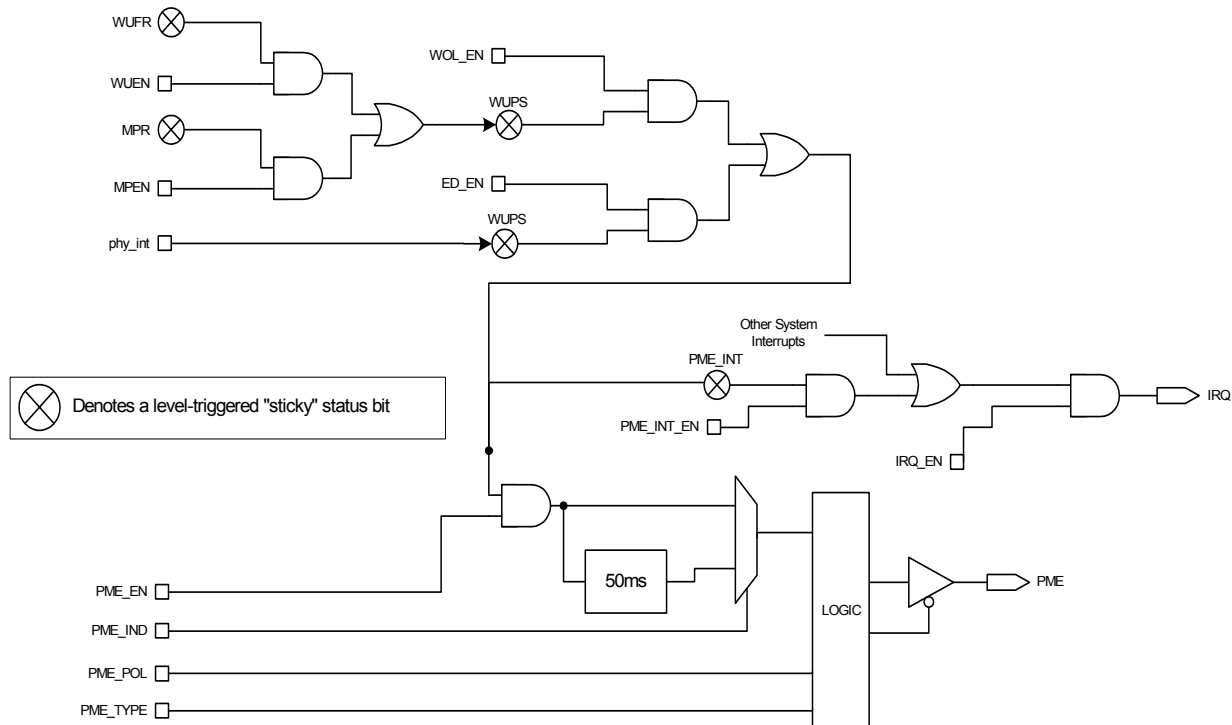 WUFR
WUEN
MPR
MPEN
phy_int
WOL_EN
WUPS
ED_EN
WUPS
Other System
Interrupts
PME_INT
PME_INT_EN
IRQ_EN
IRQ
Denotes a level-triggered "sticky" status bit
50ms
LOGIC
PME
PME_EN
PME_IND
PME_POL
PME_TYPE